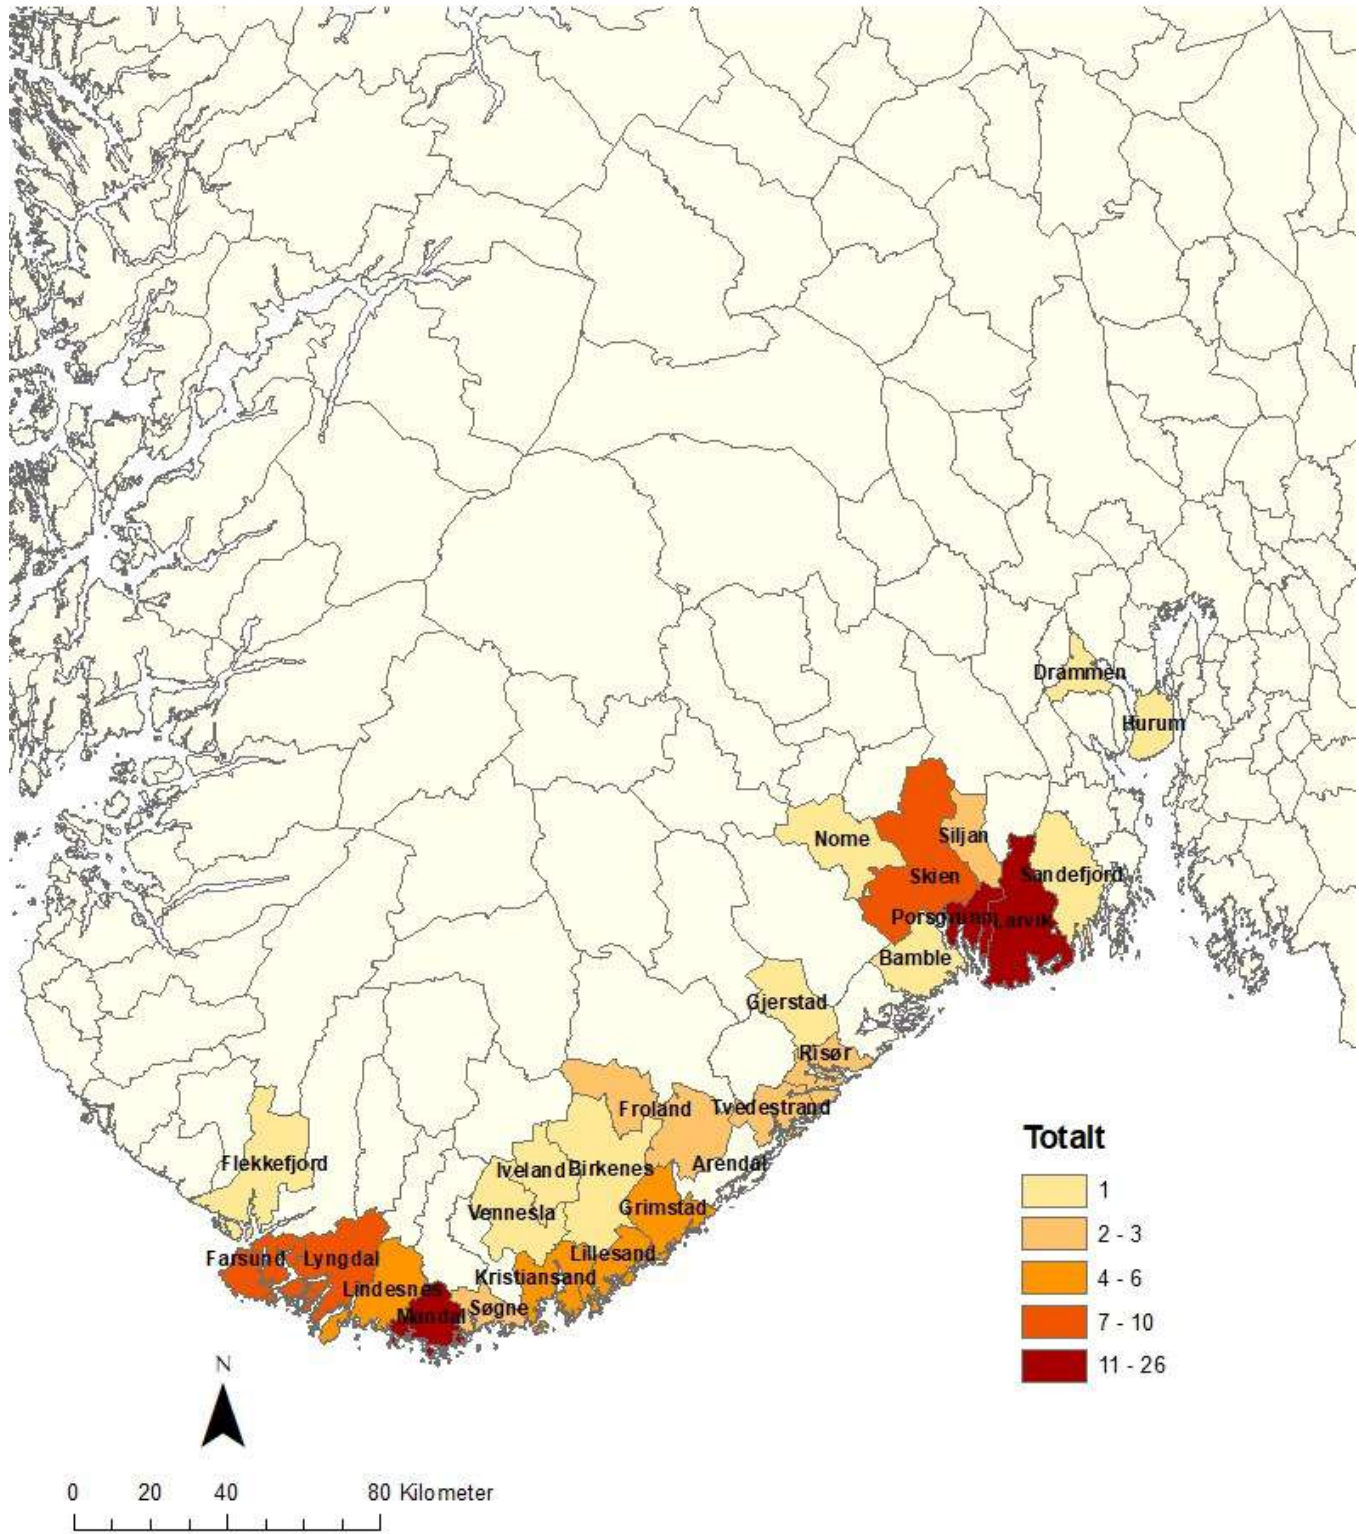 Drammen
Hurum
Nome
Siljan
Skien
Sandefjord
Porsgrunn
Larvik
Bamble
Gjerstad
Risør
Froland
Tvedestrand
Flekkefjord
Iveland
Birkenes
Arendal
Vennesla
Grimstad
Farsund
Lyngdal
Lillesand
Lindesnes
Kristiansand
Mandal
Søgne
Totalt
1
2 - 3
4 - 6
7 - 10
11 - 26
N
0 20 40 80 Kilometer